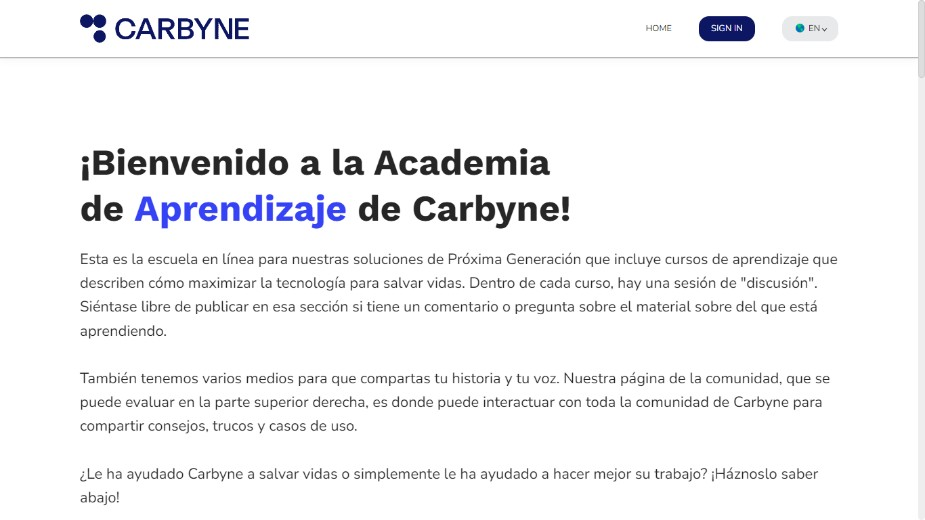 CARBYNE
HOME
SIGN IN
EN
¡Bienvenido a la Academia
de Aprendizaje de Carbyne!
Esta es la escuela en línea para nuestras soluciones de Próxima Generación que incluye cursos de aprendizaje que
describen cómo maximizar la tecnología para salvar vidas. Dentro de cada curso, hay una sesión de "discusión".
Siéntase libre de publicar en esa sección si tiene un comentario o pregunta sobre el material sobre del que está
aprendiendo.
También tenemos varios medios para que compartas tu historia y tu voz. Nuestra página de la comunidad, que se
puede evaluar en la parte superior derecha, es donde puede interactuar con toda la comunidad de Carbyne para
compartir consejos, trucos y casos de uso.
¿Le ha ayudado Carbyne a salvar vidas o simplemente le ha ayudado a hacer mejor su trabajo? ¡Háznoslo saber
abajo!